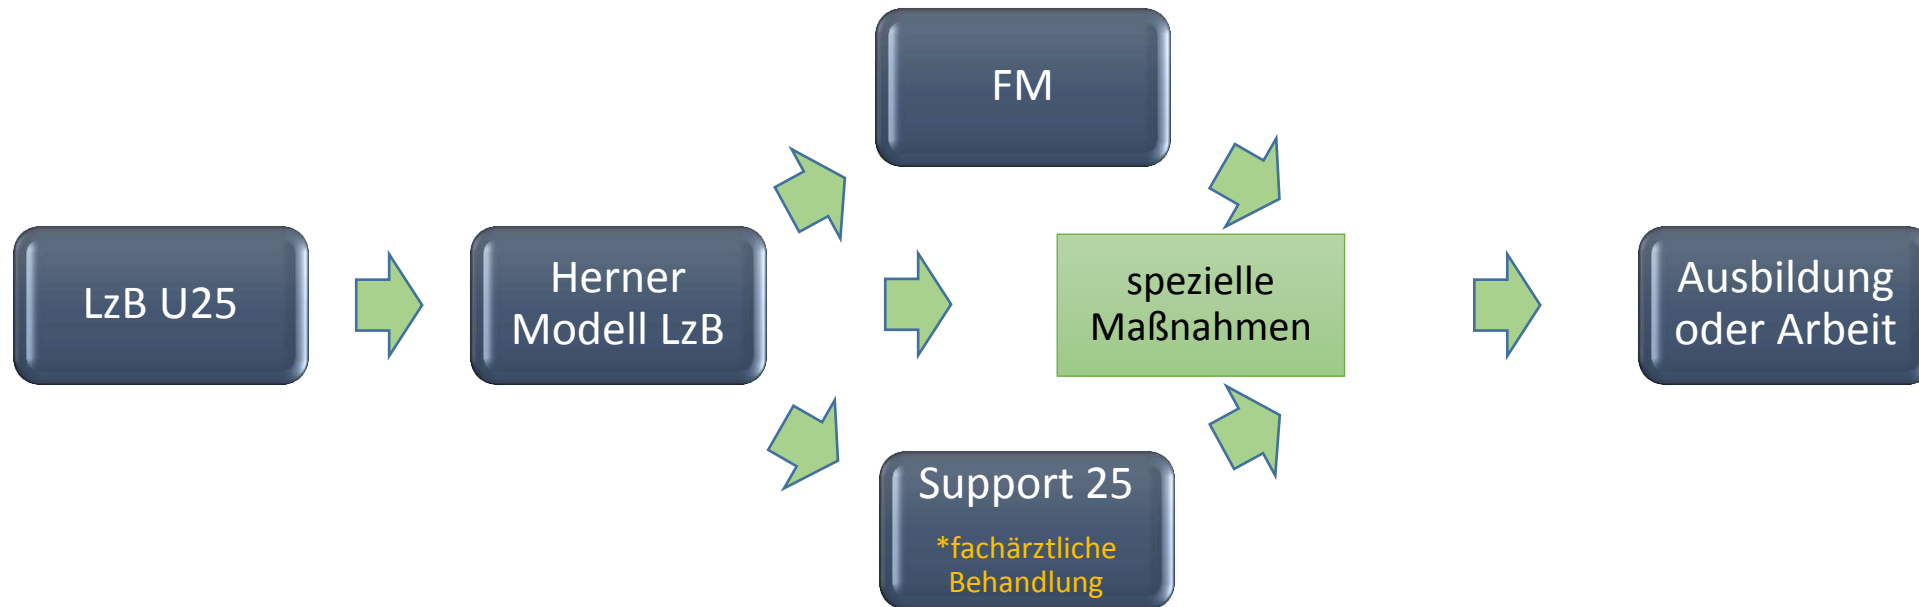 FM
LzB U25
Herner
Modell LzB
spezielle
Maßnahmen
Ausbildung
oder Arbeit
Support 25
*fachärztliche
Behandlung